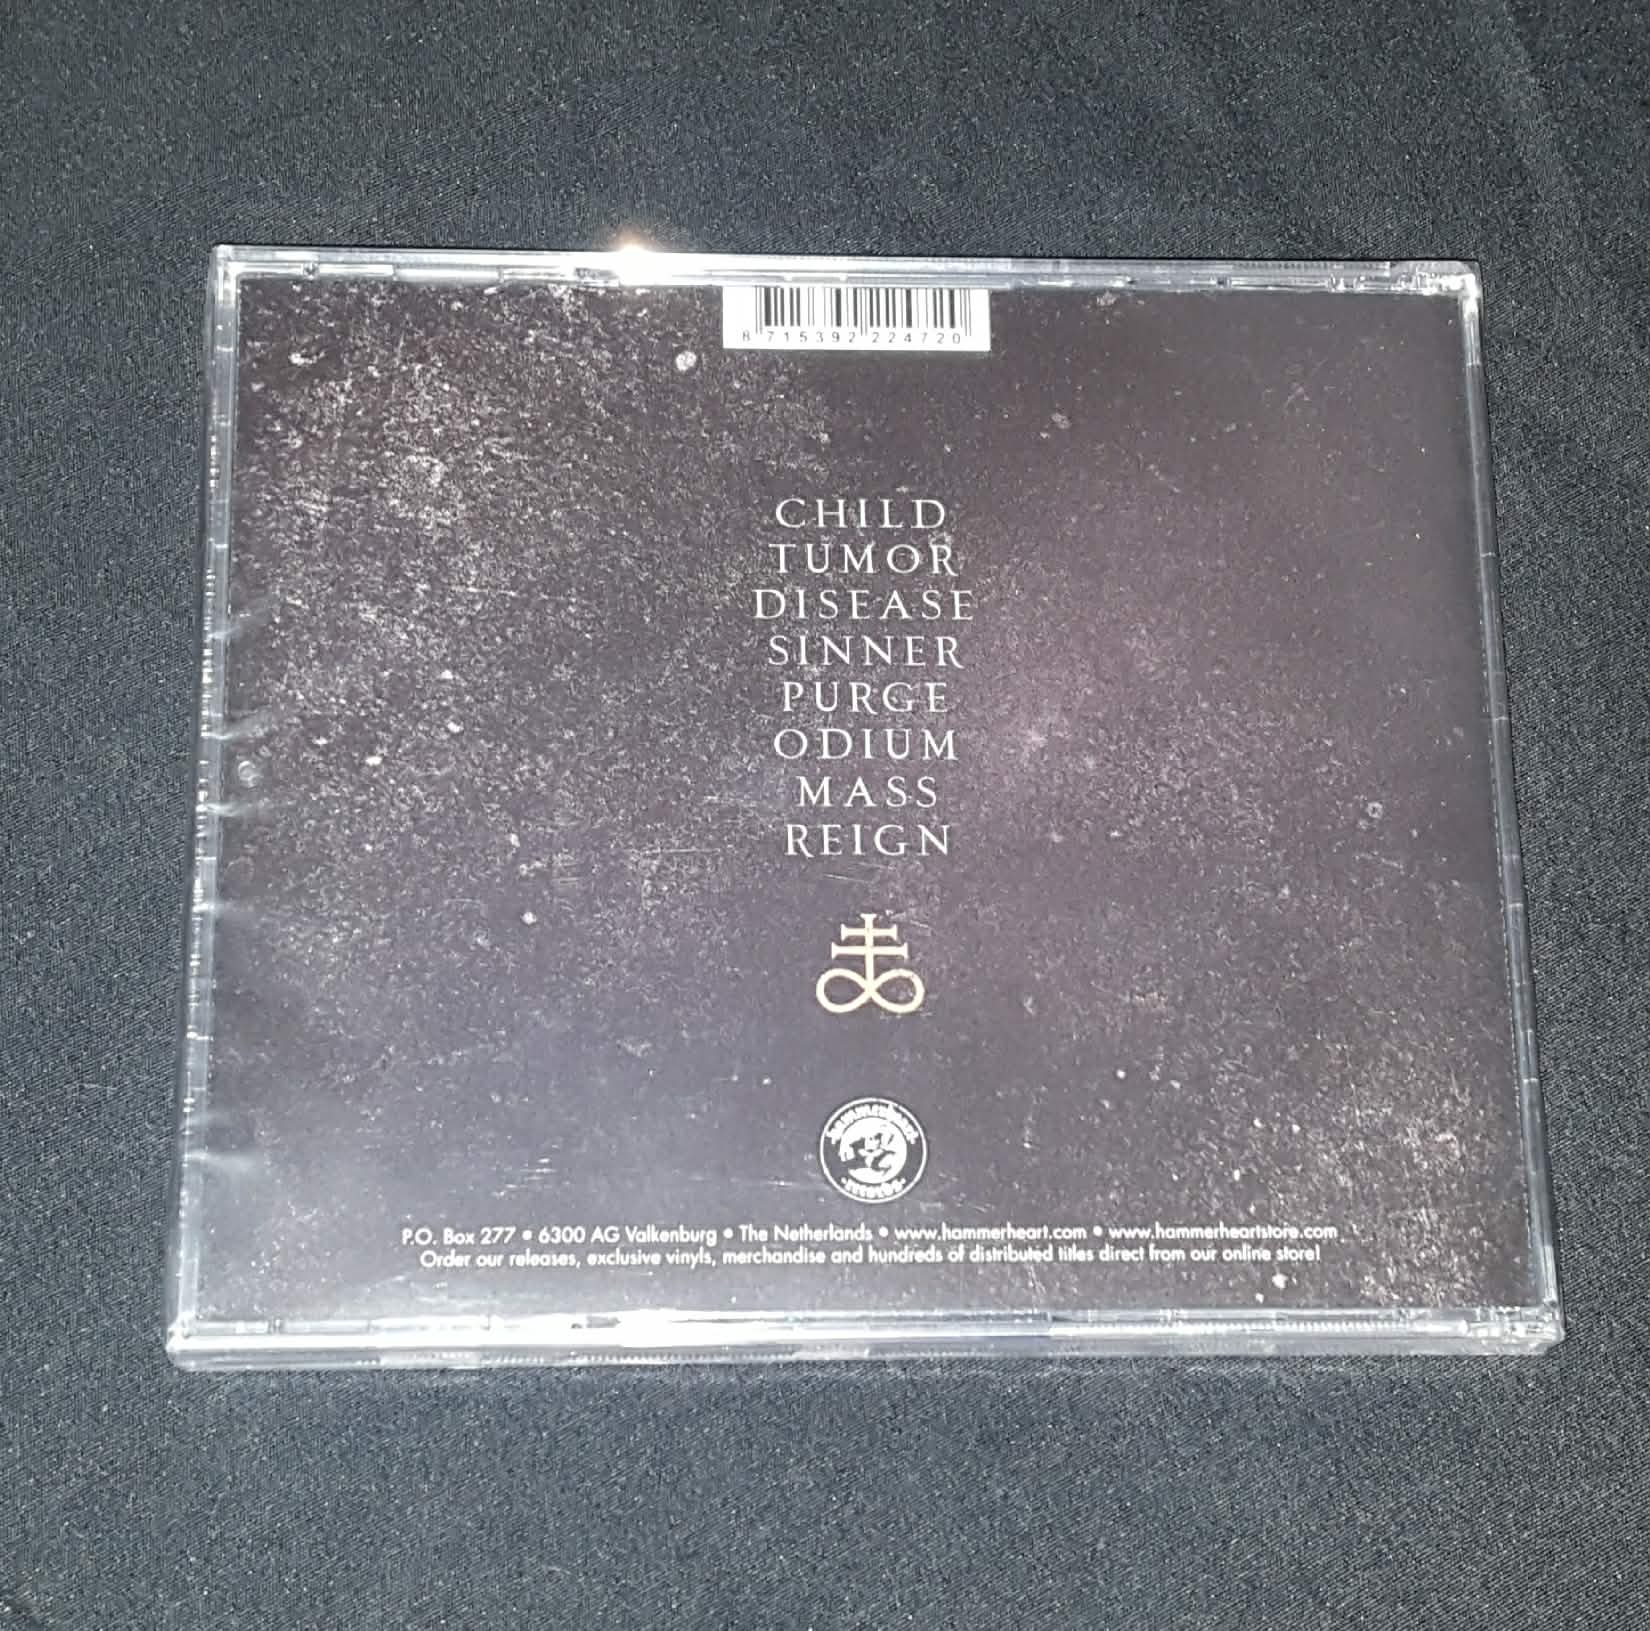 8 715392 224720
CHILD
TUMOR
DISEASE
SINNER
PURGE
ODIUM
MASS
REIGN
hammerheart
records
P.O. Box 277 • 6300 AG Valkenburg • The Netherlands • www.hammerheart.com • www.hammerheartstore.com
Order our releases, exclusive vinyls, merchandise and hundreds of distributed titles direct from our online store!